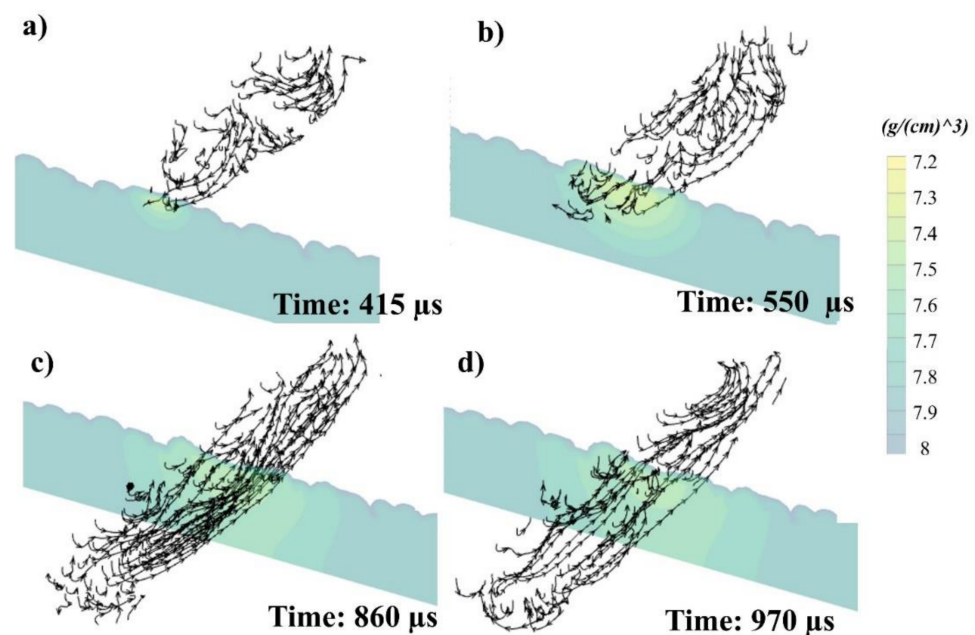 a)
b)
(g/(cm)^3)
7.2
7.3
7.4
7.5
7.6
7.7
7.8
7.9
8
Time: 415 μs
Time: 550 μs
c)
d)
Time: 860 μs
Time: 970 μs